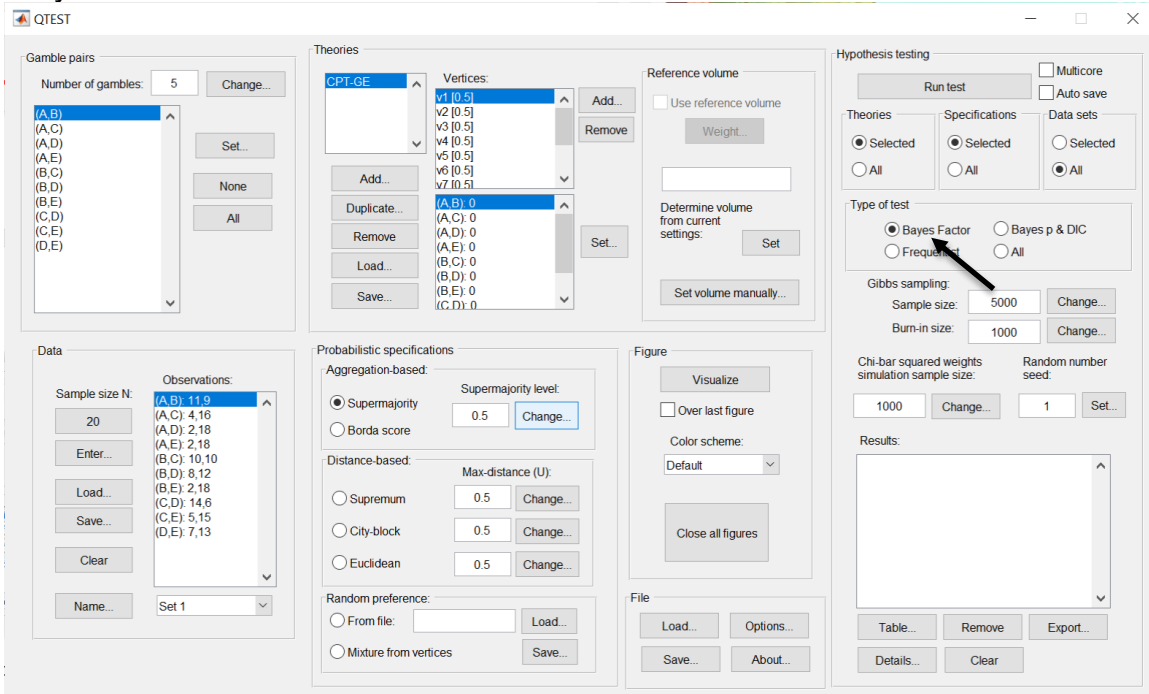 QTEST
Gamble pairs
Number of gambles: 5 Change...
(A,B)
(A,C)
(A,D)
(A,E)
(B,C)
(B,D)
(B,E)
(C,D)
(C,E)
(D,E)
Set...
None
All
Theories
CPT-GE
Add...
Duplicate...
Remove
Load...
Save...
Vertices:
v1 [0.5]
v2 [0.5]
v3 [0.5]
v4 [0.5]
v5 [0.5]
v6 [0.5]
v7 [0.5]
Add...
Remove
(A,B): 0
(A,C): 0
(A,D): 0
(A,E): 0
(B,C): 0
(B,D): 0
(B,E): 0
(C,D): 0
Set...
Reference volume
Use reference volume
Weight...
Determine volume
from current
settings:
Set
Set volume manually...
Hypothesis testing
Run test
Multicore
Auto save
Theories
Selected
All
Specifications
Selected
All
Data sets
Selected
All
Type of test
Bayes Factor Bayes p & DIC
Frequentist All
Gibbs sampling:
Sample size: 5000 Change...
Burn-in size: 1000 Change...
Chi-bar squared weights
simulation sample size:
1000 Change...
Random number
seed:
1 Set...
Results:
Table... Remove Export...
Details... Clear
Data
Sample size N:
20
Enter...
Load...
Save...
Clear
Name... Set 1
Observations:
(A,B): 11,9
(A,C): 4,16
(A,D): 2,18
(A,E): 2,18
(B,C): 10,10
(B,D): 8,12
(B,E): 2,18
(C,D): 14,6
(C,E): 5,15
(D,E): 7,13
Probabilistic specifications
Aggregation-based:
Supermajority level:
Supermajority 0.5 Change...
Borda score
Distance-based:
Max-distance (U):
Supremum 0.5 Change...
City-block 0.5 Change...
Euclidean 0.5 Change...
Random preference:
From file: Load...
Mixture from vertices Save...
Figure
Visualize
Over last figure
Color scheme:
Default
Close all figures
File
Load... Options...
Save... About...